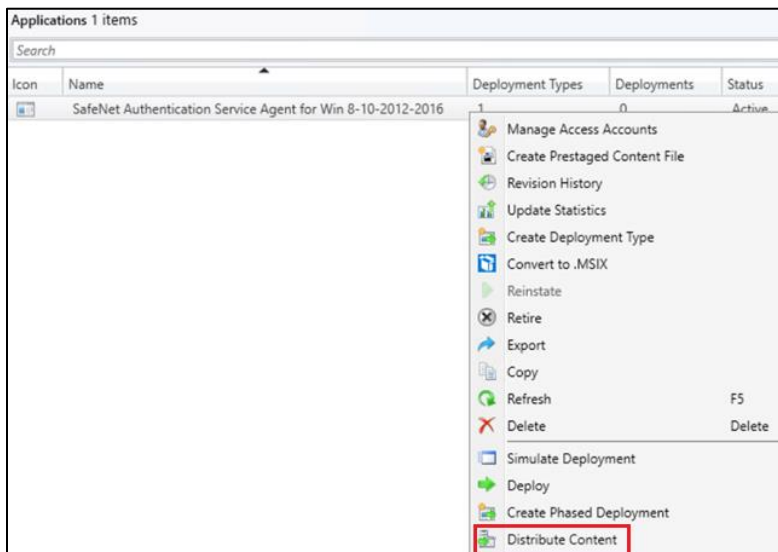 Applications 1 items
Search
Icon Name Deployment Types Deployments Status
SafeNet Authentication Service Agent for Win 8-10-2012-2016 1 0 Active
Manage Access Accounts
Create Prestaged Content File
Revision History
Update Statistics
Create Deployment Type
Convert to .MSIX
Reinstate
Retire
Export
Copy
Refresh F5
Delete Delete
Simulate Deployment
Deploy
Create Phased Deployment
Distribute Content